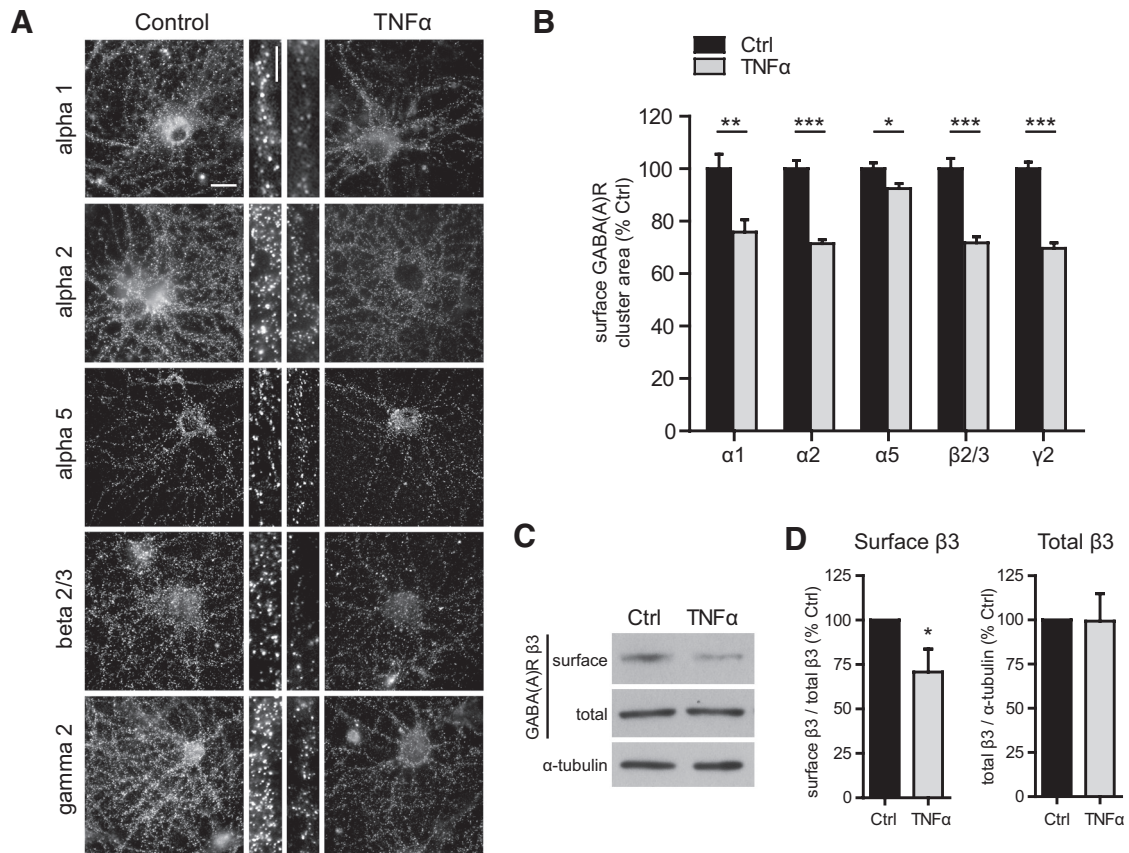 A
Control
TNFα
alpha 1
alpha 2
alpha 5
beta 2/3
gamma 2
B
Ctrl
TNFα
surface GABA(A)R
cluster area (% Ctrl)
120
100
80
60
40
20
0
** *** * *** ***
α1 α2 α5 β2/3 γ2
C
Ctrl TNFα
GABA(A)R β3
surface
total
α-tubulin
D
Surface β3
surface β3 / total β3 (% Ctrl)
125
100
75
50
25
0
*
Ctrl TNFα
Total β3
total β3 / α-tubulin (% Ctrl)
125
100
75
50
25
0
Ctrl TNFα